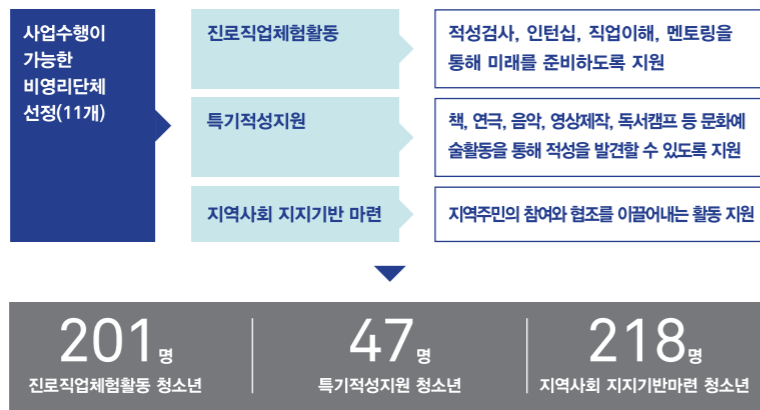 사업수행이
가능한
비영리단체
선정(11개)
진로직업체험활동
적성검사, 인턴십, 직업이해, 멘토링을
통해 미래를 준비하도록 지원
특기적성지원
책, 연극, 음악, 영상제작, 독서캠프 등 문화예
술활동을 통해 적성을 발견할 수 있도록 지원
지역사회 지지기반 마련
지역주민의 참여와 협조를 이끌어내는 활동 지원
201명
47명
218명
진로직업체험활동 청소년
특기적성지원 청소년
지역사회 지지기반마련 청소년